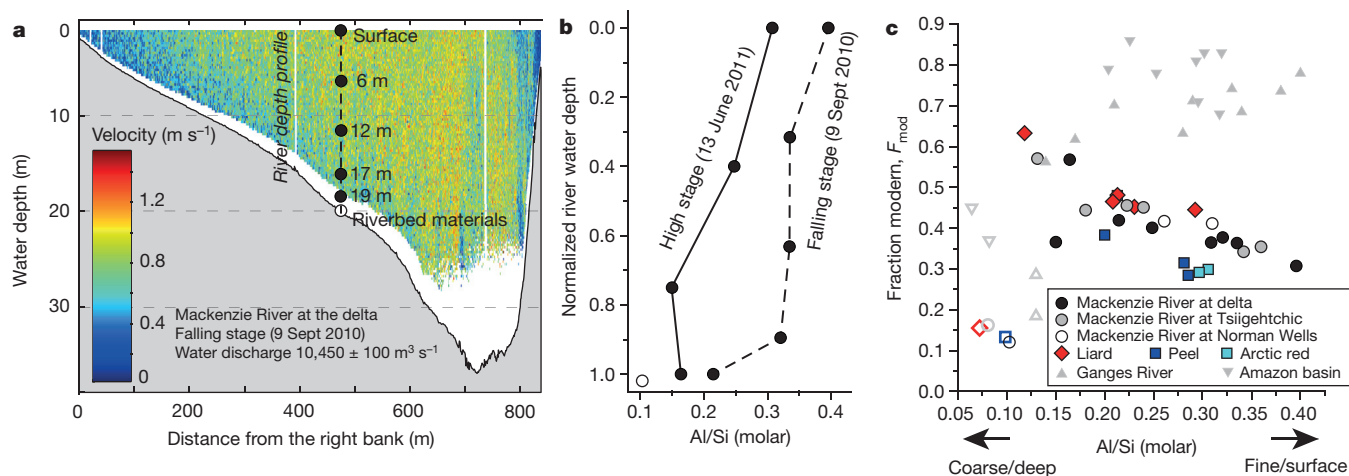 a
0
10
20
30
Water depth (m)
River depth profile
Surface
6 m
12 m
17 m
19 m
Riverbed materials
Velocity (m s⁻¹)
1.2
0.8
0.4
0
Mackenzie River at the delta
Falling stage (9 Sept 2010)
Water discharge 10,450 ± 100 m³ s⁻¹
0 200 400 600 800
Distance from the right bank (m)
b
0.0
0.2
0.4
0.6
0.8
1.0
Normalized river water depth
High stage (13 June 2011)
Falling stage (9 Sept 2010)
0.1 0.2 0.3 0.4
Al/Si (molar)
c
0.9
0.8
0.7
0.6
0.5
0.4
0.3
0.2
0.1
0.0
Fraction modern, Fmod
Mackenzie River at delta
Mackenzie River at Tsiigehtchic
Mackenzie River at Norman Wells
Liard Peel Arctic red
Ganges River Amazon basin
0.05 0.10 0.15 0.20 0.25 0.30 0.35 0.40
Al/Si (molar)
Coarse/deep Fine/surface